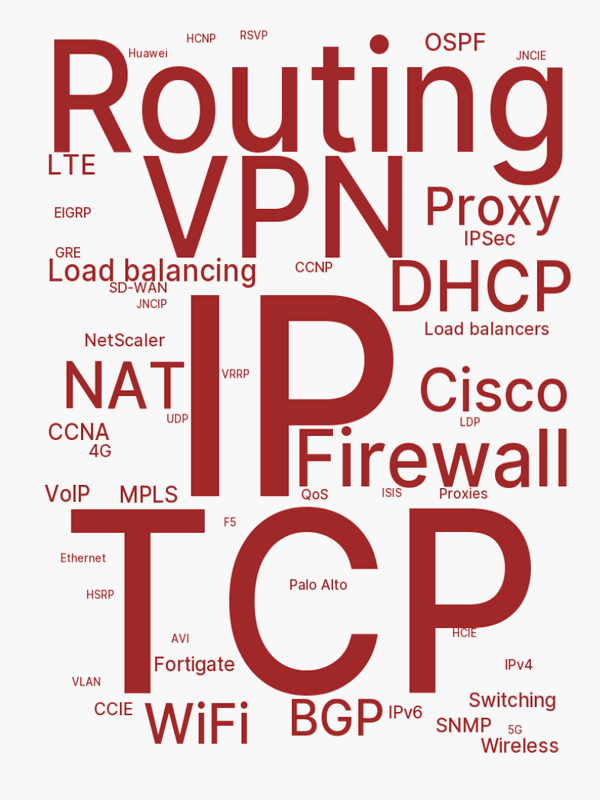 HCNP
RSVP
OSPF
Huawei
JNCIE
Routing
LTE
VPN
Proxy
EIGRP
IPSec
GRE
Load balancing
CCNP
DHCP
SD-WAN
JNCIP
Load balancers
NetScaler
IP
NAT
VRRP
Cisco
UDP
LDP
CCNA
4G
Firewall
VoIP
MPLS
QoS
ISIS
Proxies
TCP
F5
Ethernet
Palo Alto
HSRP
HCIE
AVI
Fortigate
IPv4
VLAN
Switching
CCIE
WiFi
BGP
IPv6
SNMP
5G
Wireless